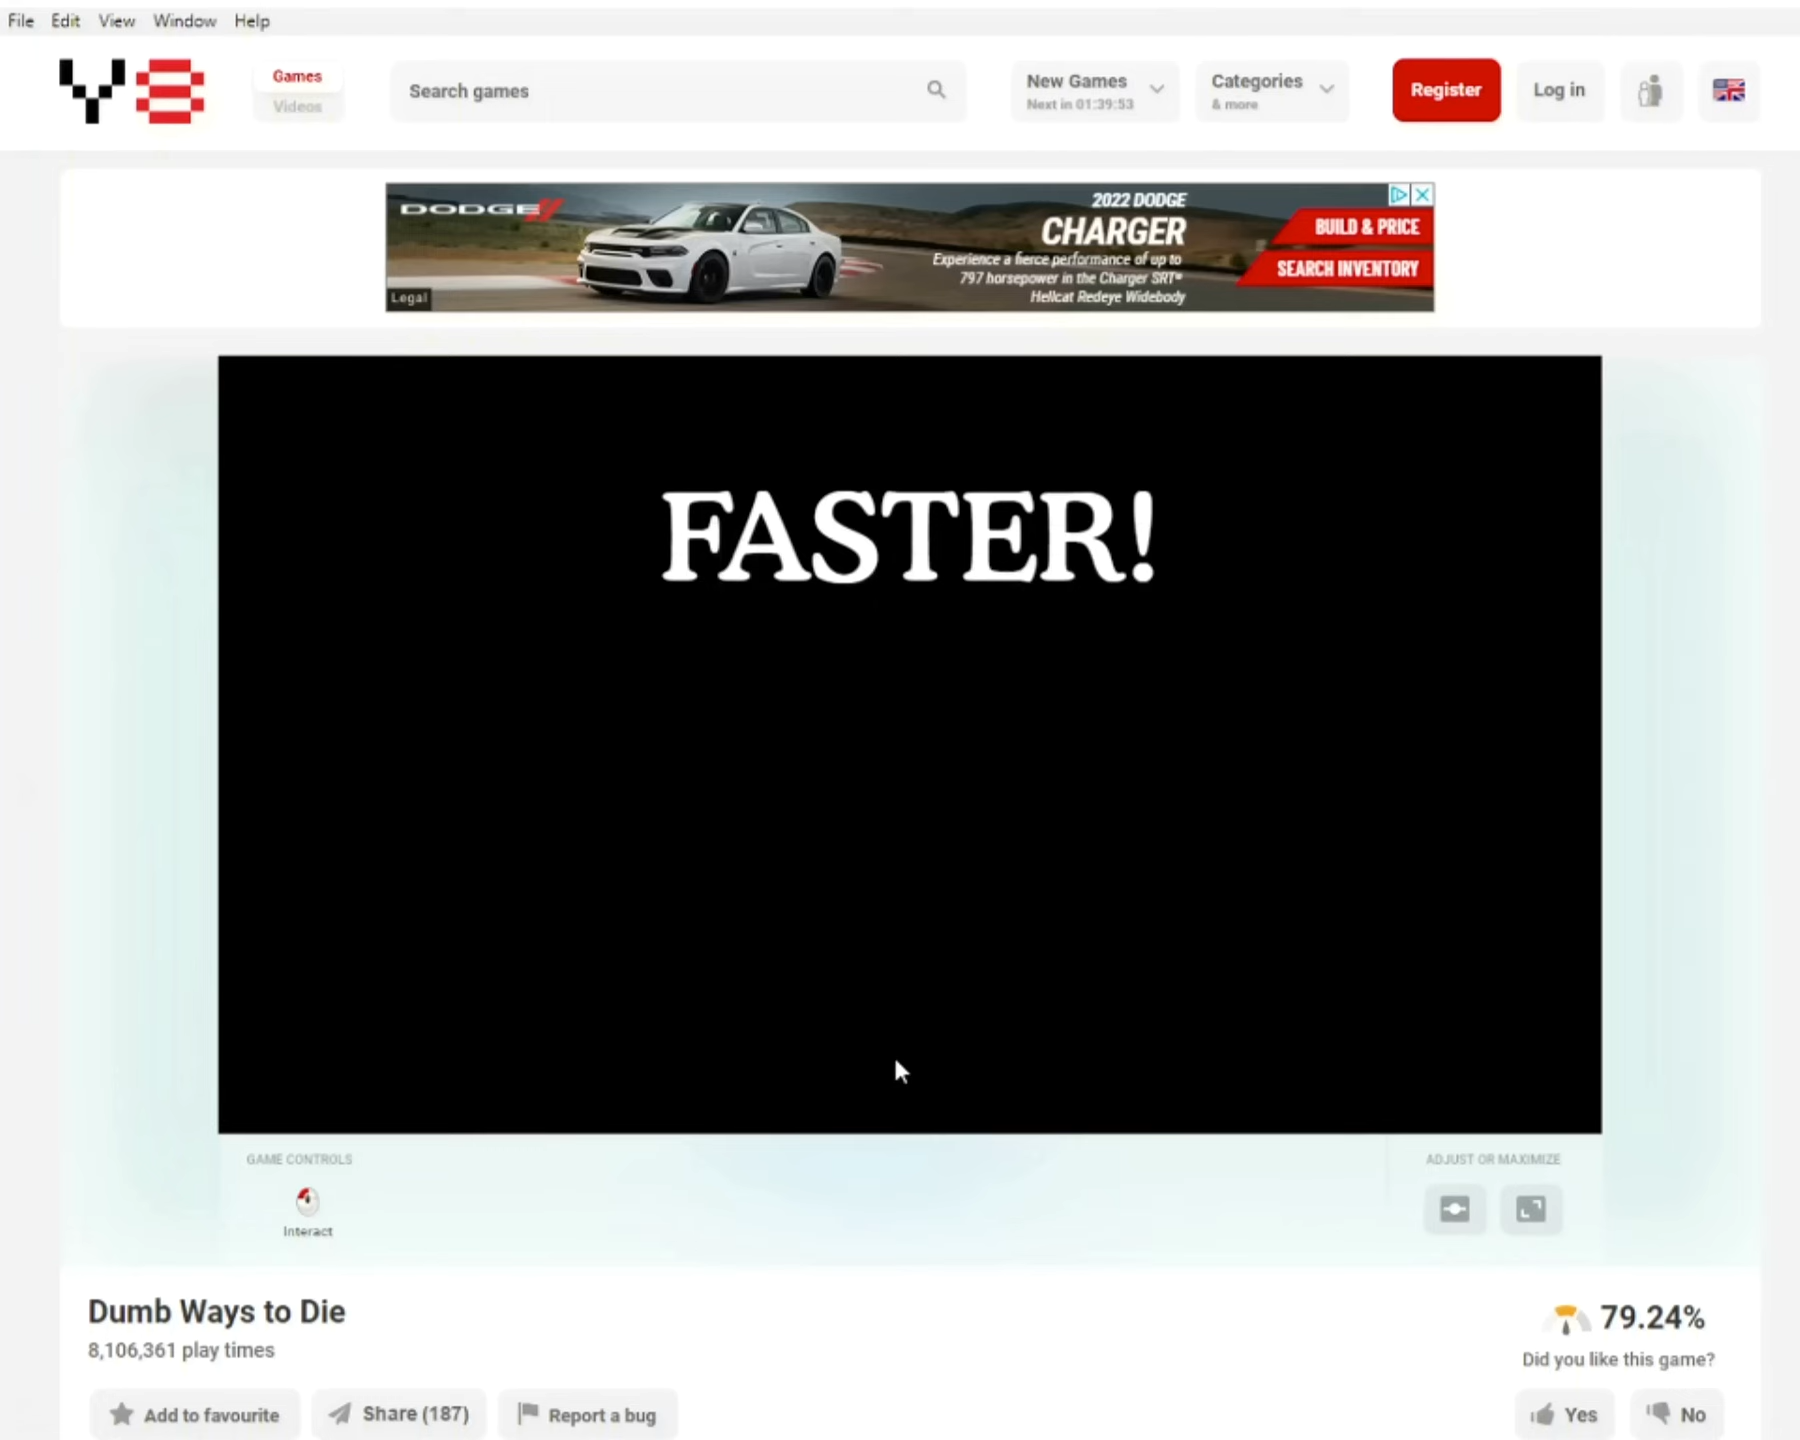 File Edit View Window Help
Y8
Games
Videos
Search games
New Games
Next in 01:39:53
Categories
& more
Register
Log in
DODGE
2022 DODGE
CHARGER
Experience a fierce performance of up to
797 horsepower in the Charger SRT®
Hellcat Redeye Widebody
BUILD & PRICE
SEARCH INVENTORY
Legal
FASTER!
GAME CONTROLS
Interact
ADJUST OR MAXIMIZE
Dumb Ways to Die
8,106,361 play times
79.24%
Did you like this game?
Add to favourite
Share (187)
Report a bug
Yes
No